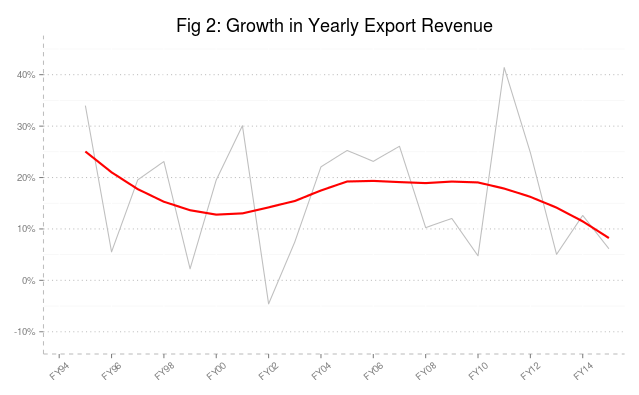 Fig 2: Growth in Yearly Export Revenue
40%
30%
20%
10%
0%
-10%
FY94
FY96
FY98
FY00
FY02
FY04
FY06
FY08
FY10
FY12
FY14